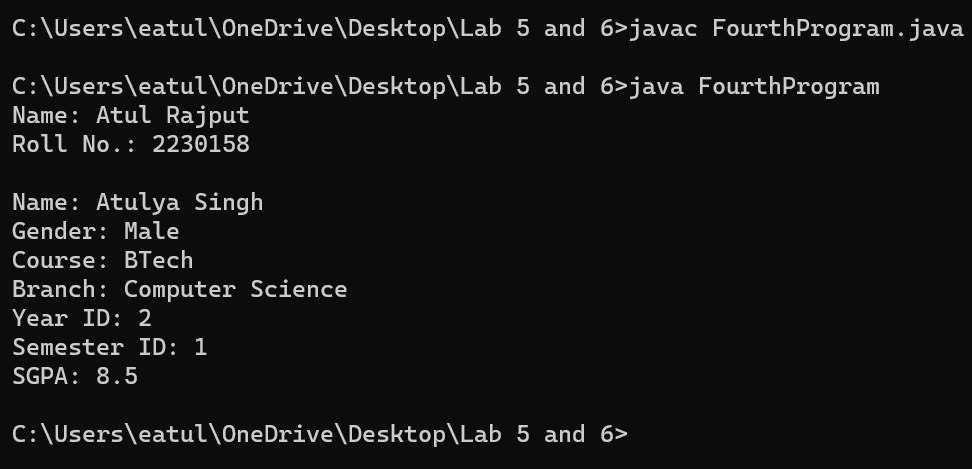 C:\Users\eatul\OneDrive\Desktop\Lab 5 and 6>javac FourthProgram.java
C:\Users\eatul\OneDrive\Desktop\Lab 5 and 6>java FourthProgram
Name: Atul Rajput
Roll No.: 2230158
Name: Atulya Singh
Gender: Male
Course: BTech
Branch: Computer Science
Year ID: 2
Semester ID: 1
SGPA: 8.5
C:\Users\eatul\OneDrive\Desktop\Lab 5 and 6>